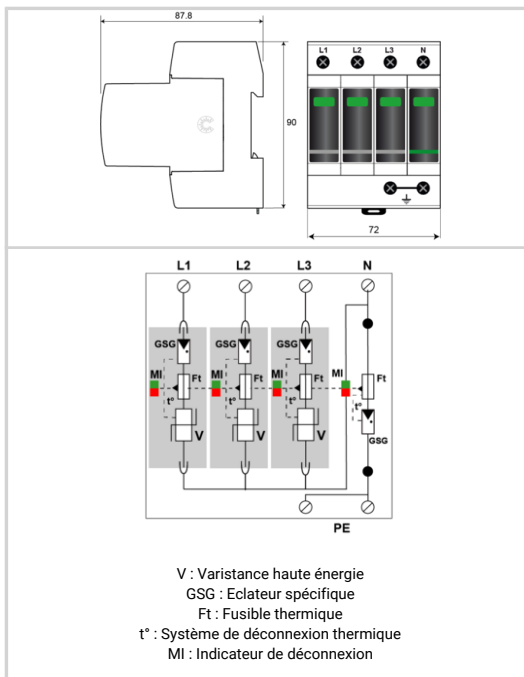 87.8
L1 L2 L3 N
90
72
L1 L2 L3 N
GSG GSG GSG
MI Ft MI Ft MI Ft MI Ft
t° t° t° t°
V V V GSG
PE
V : Varistance haute énergie
GSG : Eclateur spécifique
Ft : Fusible thermique
t° : Système de déconnexion thermique
MI : Indicateur de déconnexion